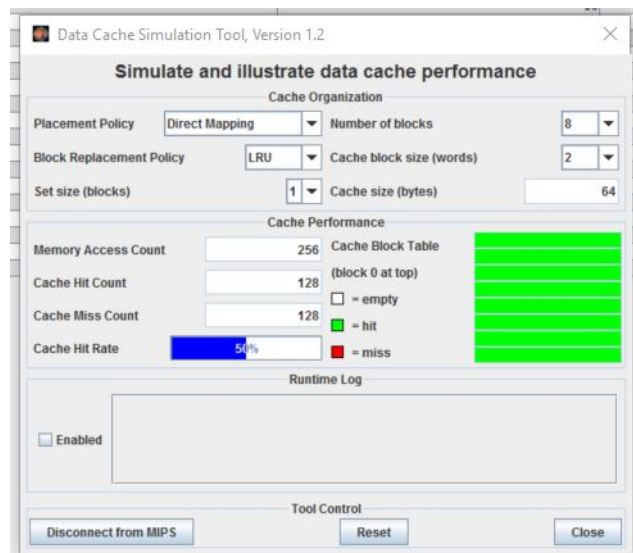 Data Cache Simulation Tool, Version 1.2
Simulate and illustrate data cache performance
Cache Organization
Placement Policy Direct Mapping Number of blocks 8
Block Replacement Policy LRU Cache block size (words) 2
Set size (blocks) 1 Cache size (bytes) 64
Cache Performance
Memory Access Count 256 Cache Block Table
(block 0 at top)
Cache Hit Count 128
= empty
Cache Miss Count 128
= hit
Cache Hit Rate 50% = miss
Runtime Log
Enabled
Tool Control
Disconnect from MIPS Reset Close